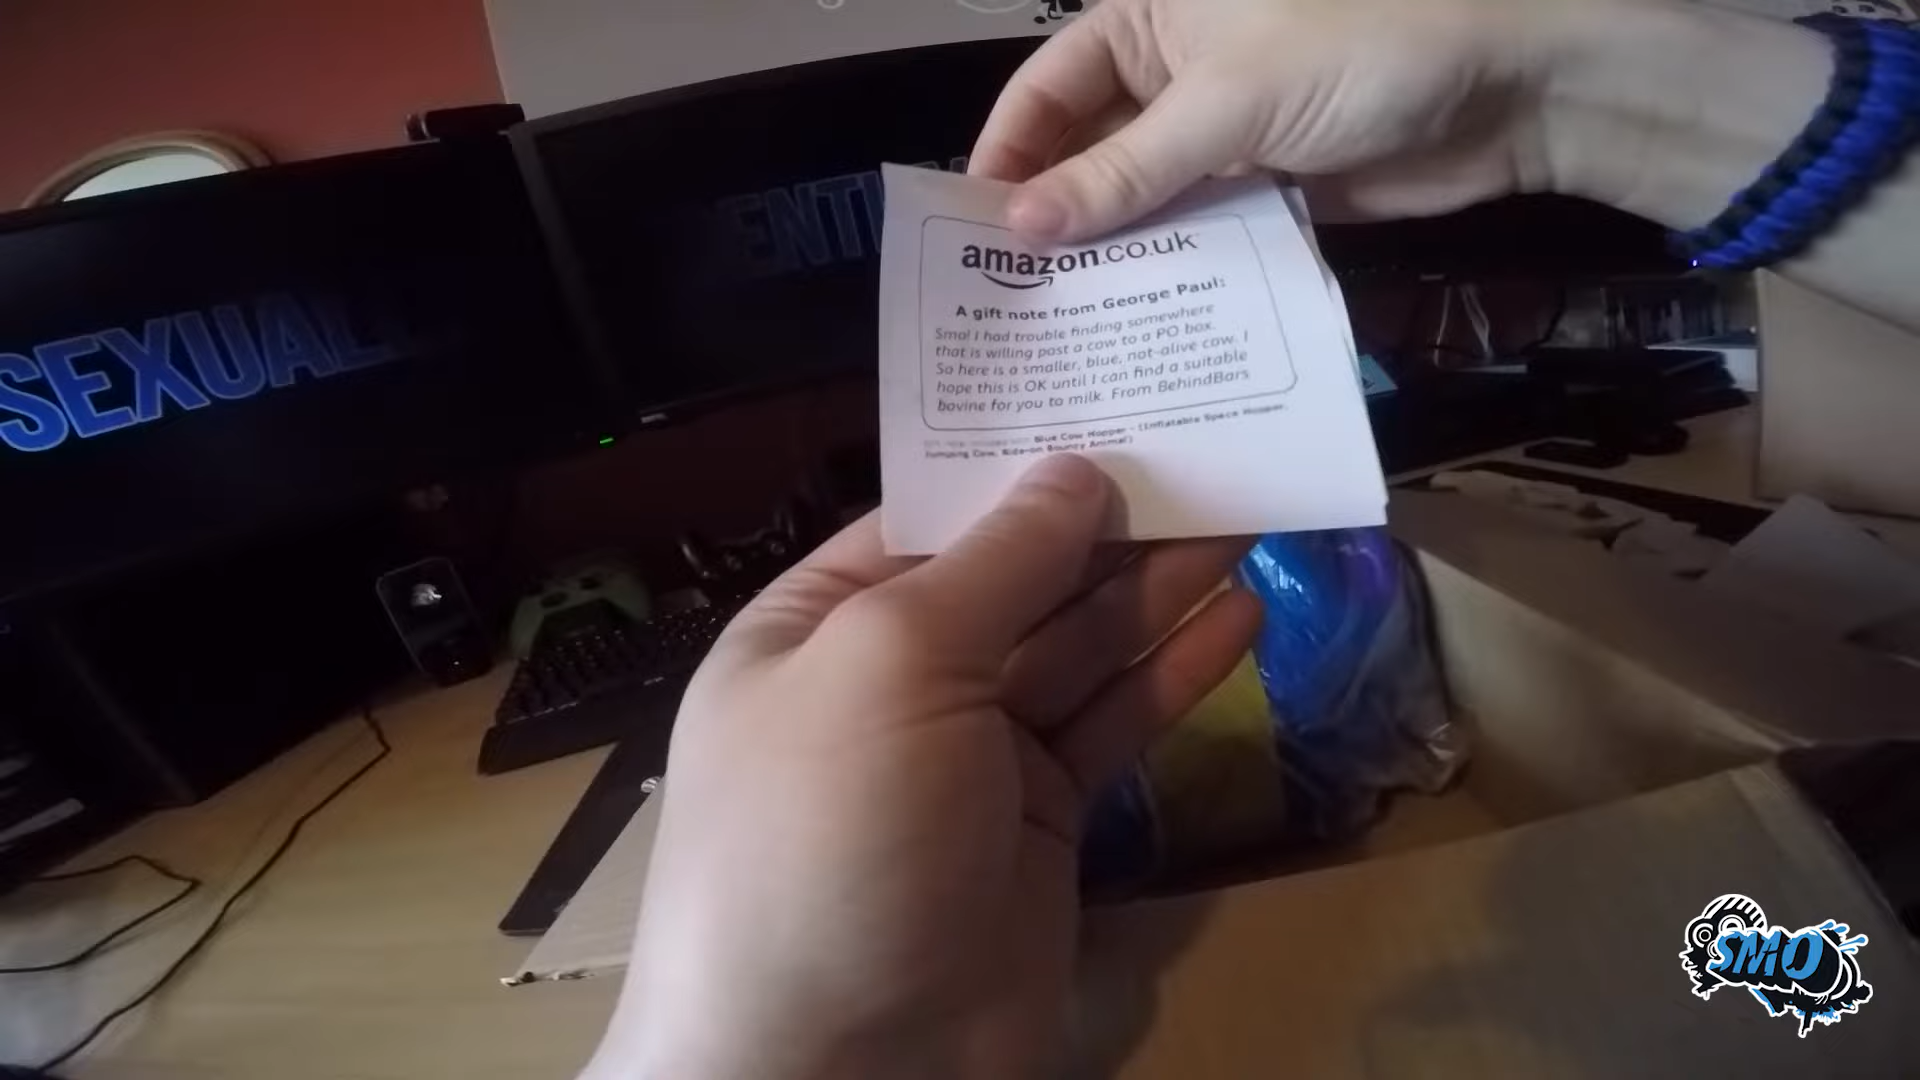 SEXUAL
ENTI
amazon.co.uk
A gift note from George Paul:
Smo! I had trouble finding somewhere
that is willing post a cow to a PO box.
So here is a smaller, blue, not-alive cow. I
hope this is OK until I can find a suitable
bovine for you to milk. From BehindBars
Blue Cow Hopper - (Inflatable Space Hopper,
Jumping Cow, Ride-on Bouncy Animal)
SMO